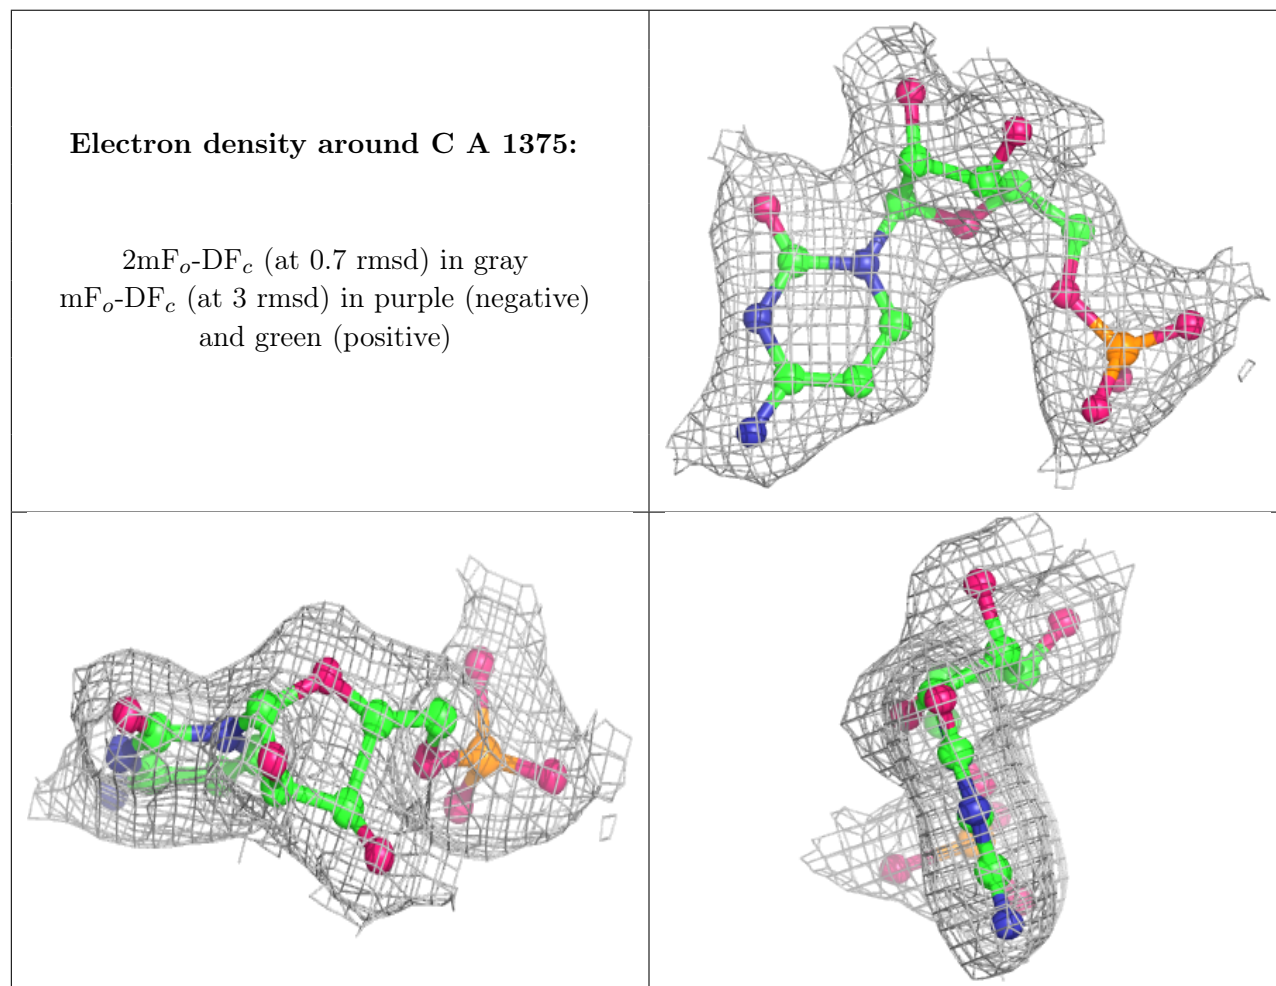 Electron density around C A 1375:
2mFo-DFc (at 0.7 rmsd) in gray
mFo-DFc (at 3 rmsd) in purple (negative)
and green (positive)